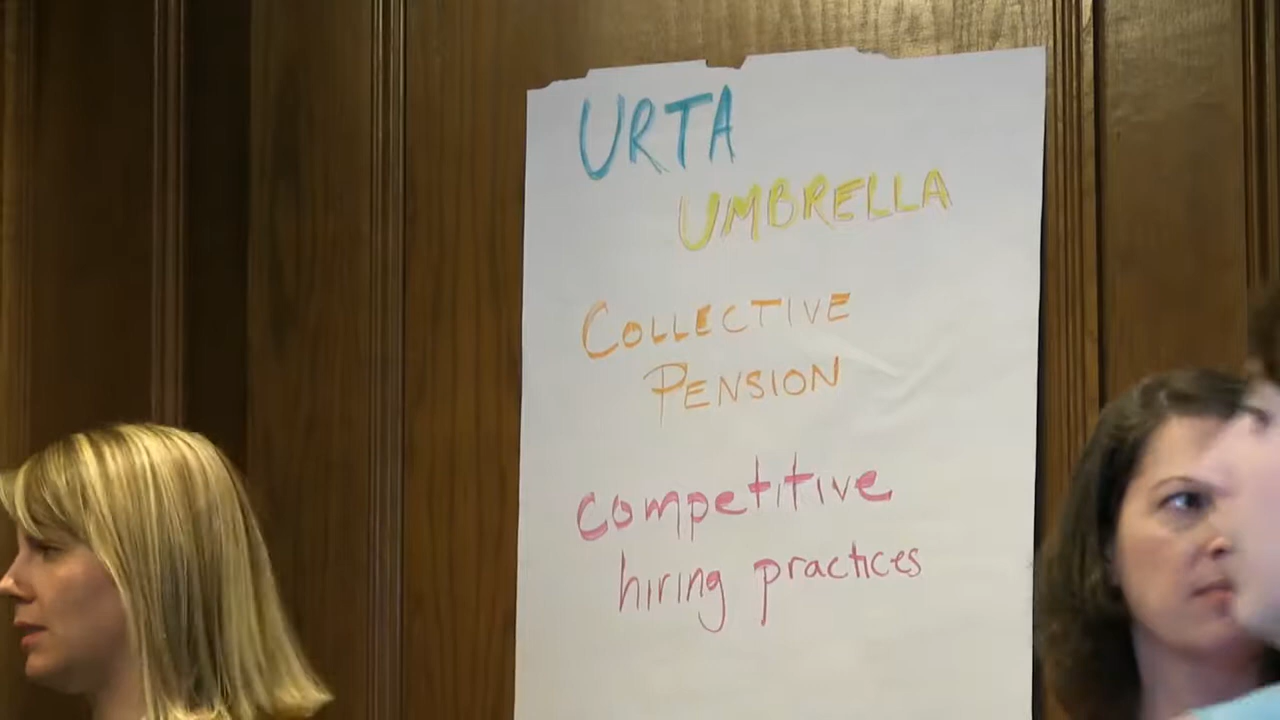 URTA
UMBRELLA
COLLECTIVE
PENSION
competitive
hiring practices